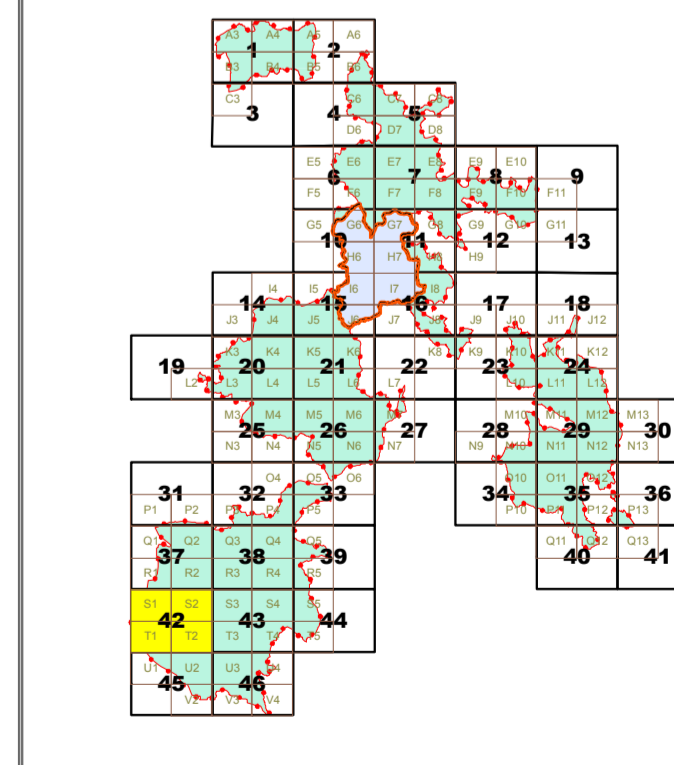 A3 A4 A5 A6
1 2
B3 B4 B5 B6
C3 C6 C7 C8
3 4 5
D6 D7 D8
E5 E6 E7 E8 E9 E10
6 7 8 9
F5 F6 F7 F8 F9 F10 F11
G5 G6 G7 G8 G9 G10 G11
10 11 12 13
H6 H7 H8 H9
I4 I5 I6 I7 I8
14 15 16 17 18
J3 J4 J5 J6 J7 J8 J9 J10 J11 J12
K3 K4 K5 K6 K8 K9 K10 K11 K12
19 20 21 22 23 24
L2 L3 L4 L5 L6 L7 L10 L11 L12
M3 M4 M5 M6 M10 M11 M12 M13
25 26 27 28 29 30
N3 N4 N5 N6 N7 N9 N10 N11 N12 N13
O4 O5 O6 O10 O11 O12
31 32 33 34 35 36
P1 P2 P3 P4 P5 P10 P11 P12 P13
Q1 Q2 Q3 Q4 Q5 Q11 Q12 Q13
37 38 39 40 41
R1 R2 R3 R4 R5
S1 S2 S3 S4 S5
42 43 44
T1 T2 T3 T4 T5
U1 U2 U3 U4
45 46
V2 V3 V4